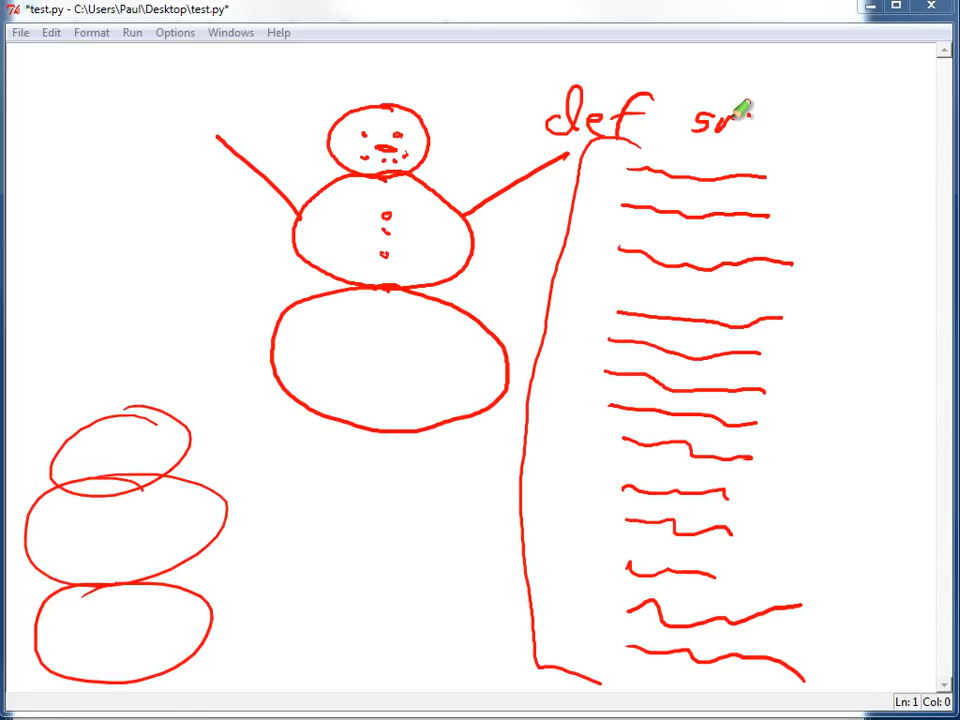 *test.py - C:\Users\Paul\Desktop\test.py*
File Edit Format Run Options Windows Help
def
Ln: 1 Col: 0